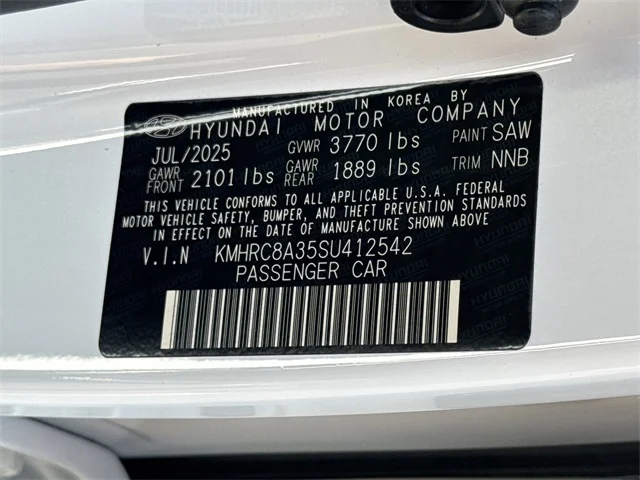 MANUFACTURED IN KOREA BY
HYUNDAI MOTOR COMPANY
JUL/2025 GVWR 3770 lbs PAINT SAW
GAWR FRONT 2101 lbs GAWR REAR 1889 lbs TRIM NNB
THIS VEHICLE CONFORMS TO ALL APPLICABLE U.S.A. FEDERAL
MOTOR VEHICLE SAFETY, BUMPER, AND THEFT PREVENTION STANDARDS
IN EFFECT ON THE DATE OF MANUFACTURE SHOWN ABOVE
V.I.N KMHRC8A35SU412542
PASSENGER CAR